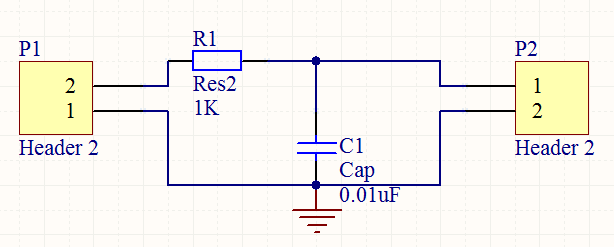 P1
2
1
Header 2
R1
Res2
1K
C1
Cap
0.01uF
P2
1
2
Header 2